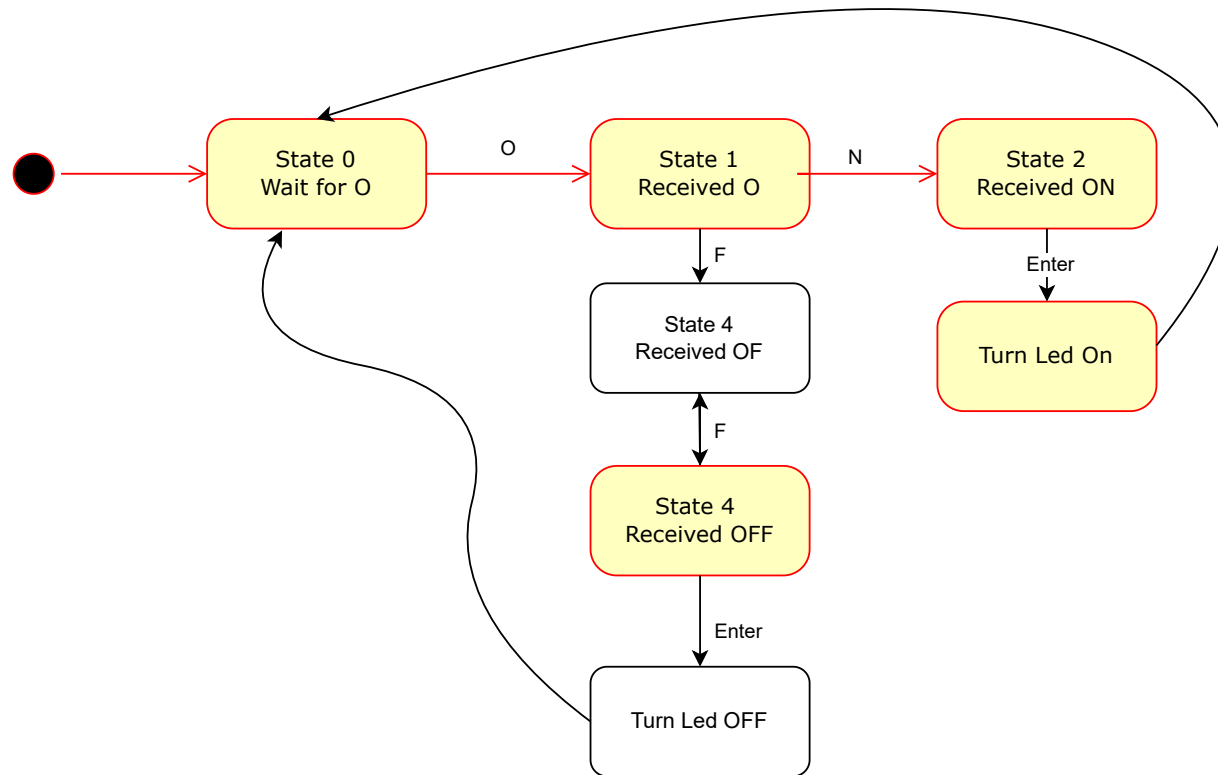 State 0
Wait for O
O
State 1
Received O
N
State 2
Received ON
F
Enter
State 4
Received OF
Turn Led On
F
State 4
Received OFF
Enter
Turn Led OFF